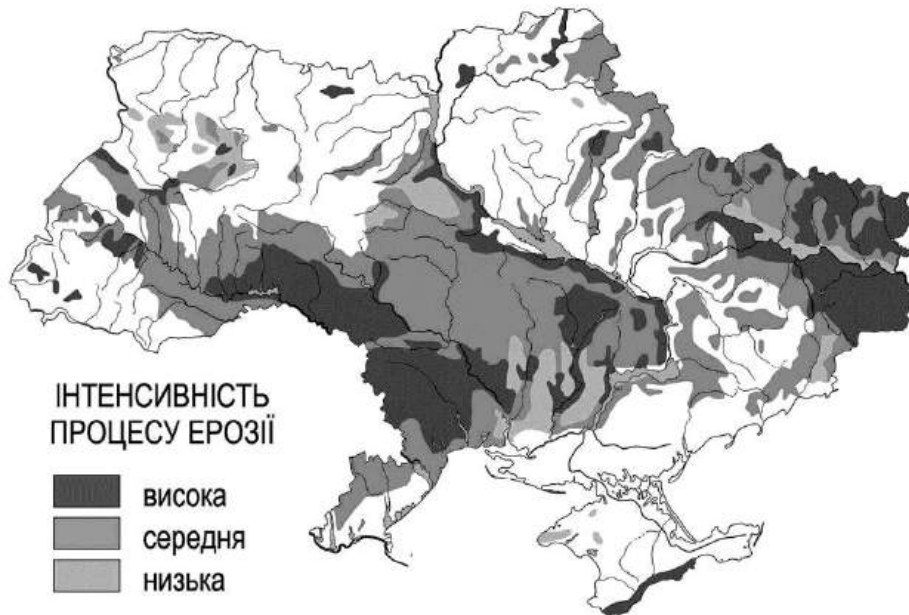 ІНТЕНСИВНІСТЬ
ПРОЦЕСУ ЕРОЗІЇ
висока
середня
низька